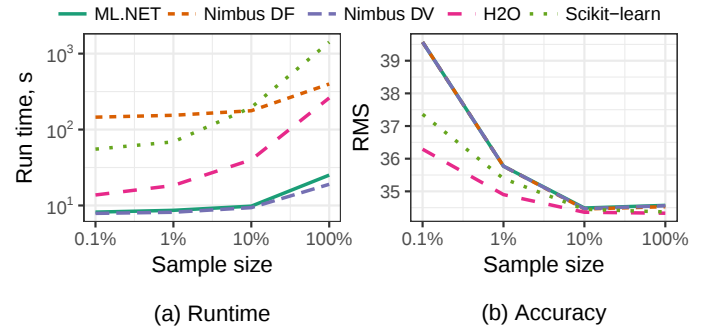 ML.NET Nimbus DF Nimbus DV H2O Scikit−learn
Run time, s
10³
10²
10¹
0.1% 1% 10% 100%
Sample size
(a) Runtime
RMS
39
38
37
36
35
34
0.1% 1% 10% 100%
Sample size
(b) Accuracy